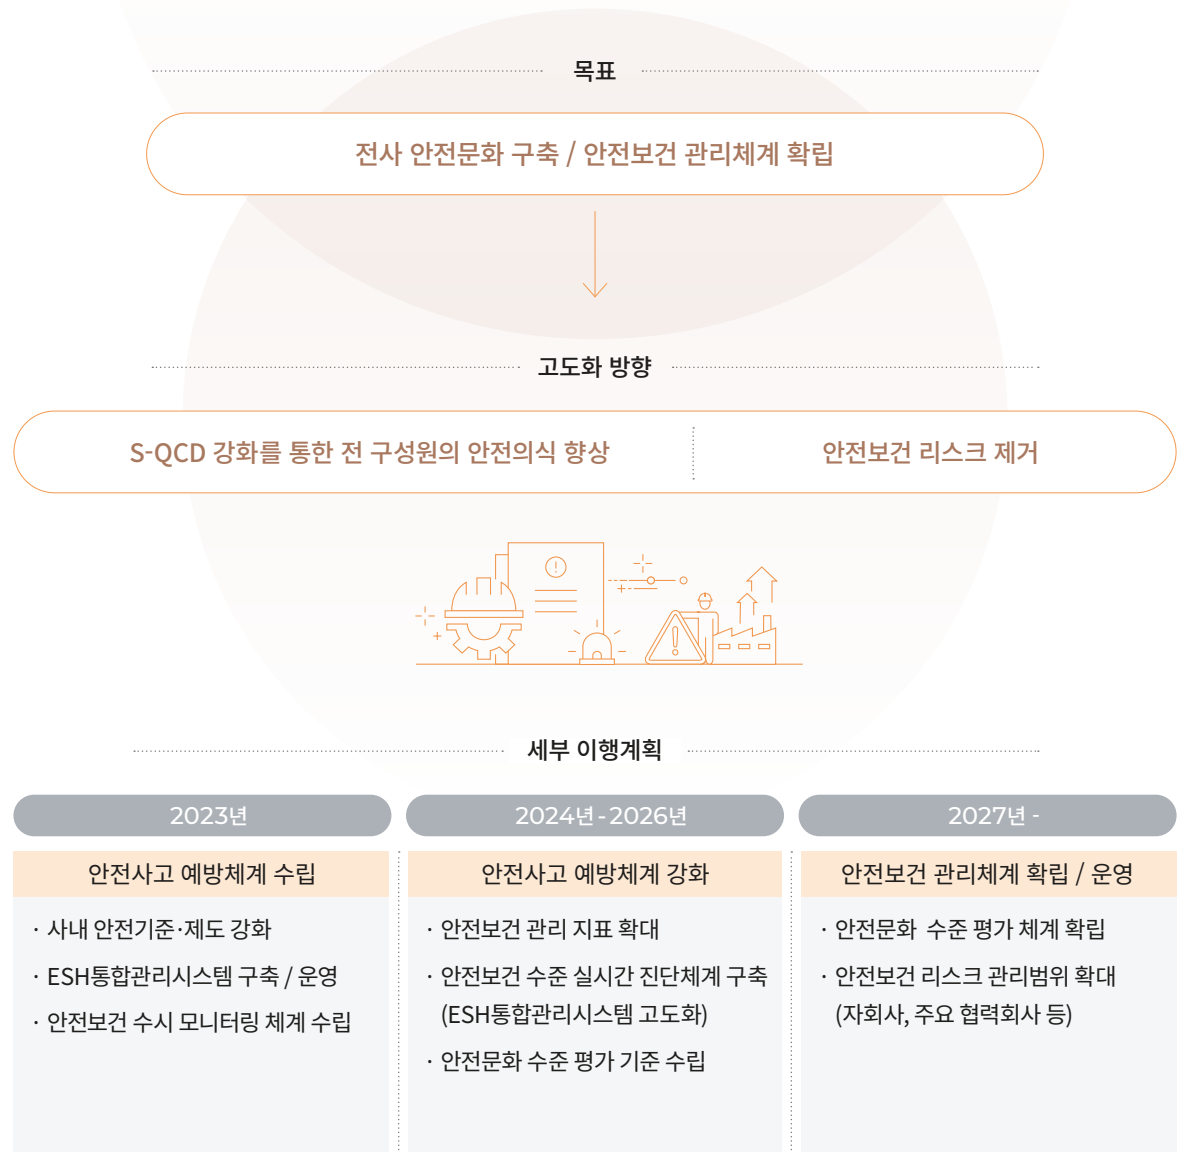 목표
전사 안전문화 구축 / 안전보건 관리체계 확립
고도화 방향
S-QCD 강화를 통한 전 구성원의 안전의식 향상
안전보건 리스크 제거
세부 이행계획
2023년
안전사고 예방체계 수립
· 사내 안전기준·제도 강화
· ESH통합관리시스템 구축 / 운영
· 안전보건 수시 모니터링 체계 수립
2024년 - 2026년
안전사고 예방체계 강화
· 안전보건 관리 지표 확대
· 안전보건 수준 실시간 진단체계 구축
(ESH통합관리시스템 고도화)
· 안전문화 수준 평가 기준 수립
2027년 -
안전보건 관리체계 확립 / 운영
· 안전문화 수준 평가 체계 확립
· 안전보건 리스크 관리범위 확대
(자회사, 주요 협력회사 등)